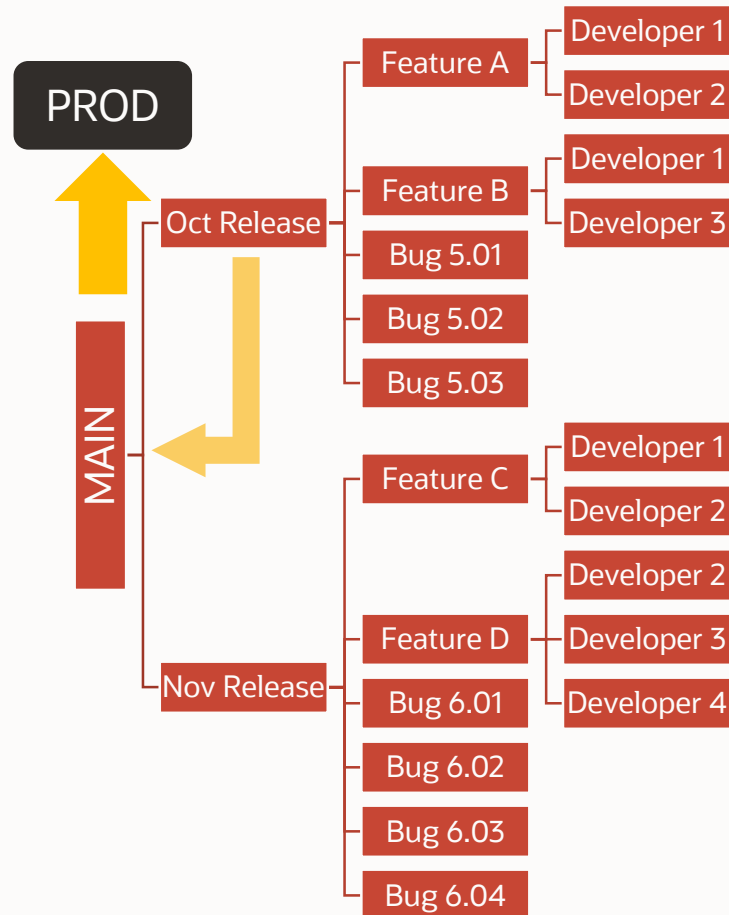 PROD
MAIN
Oct Release
Feature A
Developer 1
Developer 2
Feature B
Developer 1
Developer 3
Bug 5.01
Bug 5.02
Bug 5.03
Nov Release
Feature C
Developer 1
Developer 2
Feature D
Developer 2
Developer 3
Developer 4
Bug 6.01
Bug 6.02
Bug 6.03
Bug 6.04